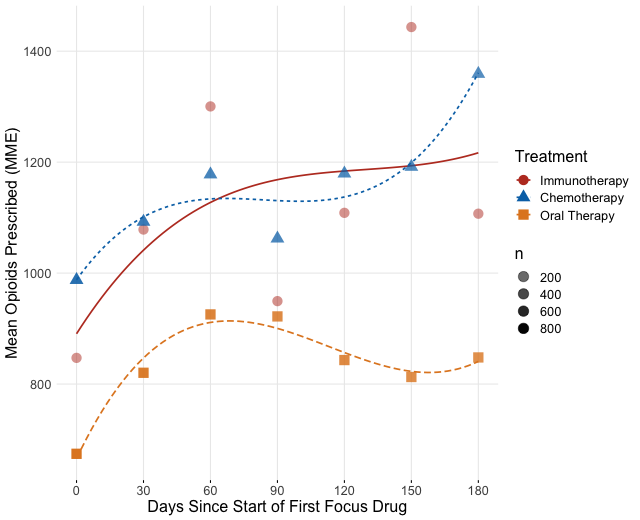 Mean Opioids Prescribed (MME)
1400
1200
1000
800
0 30 60 90 120 150 180
Days Since Start of First Focus Drug
Treatment
Immunotherapy
Chemotherapy
Oral Therapy
n
200
400
600
800